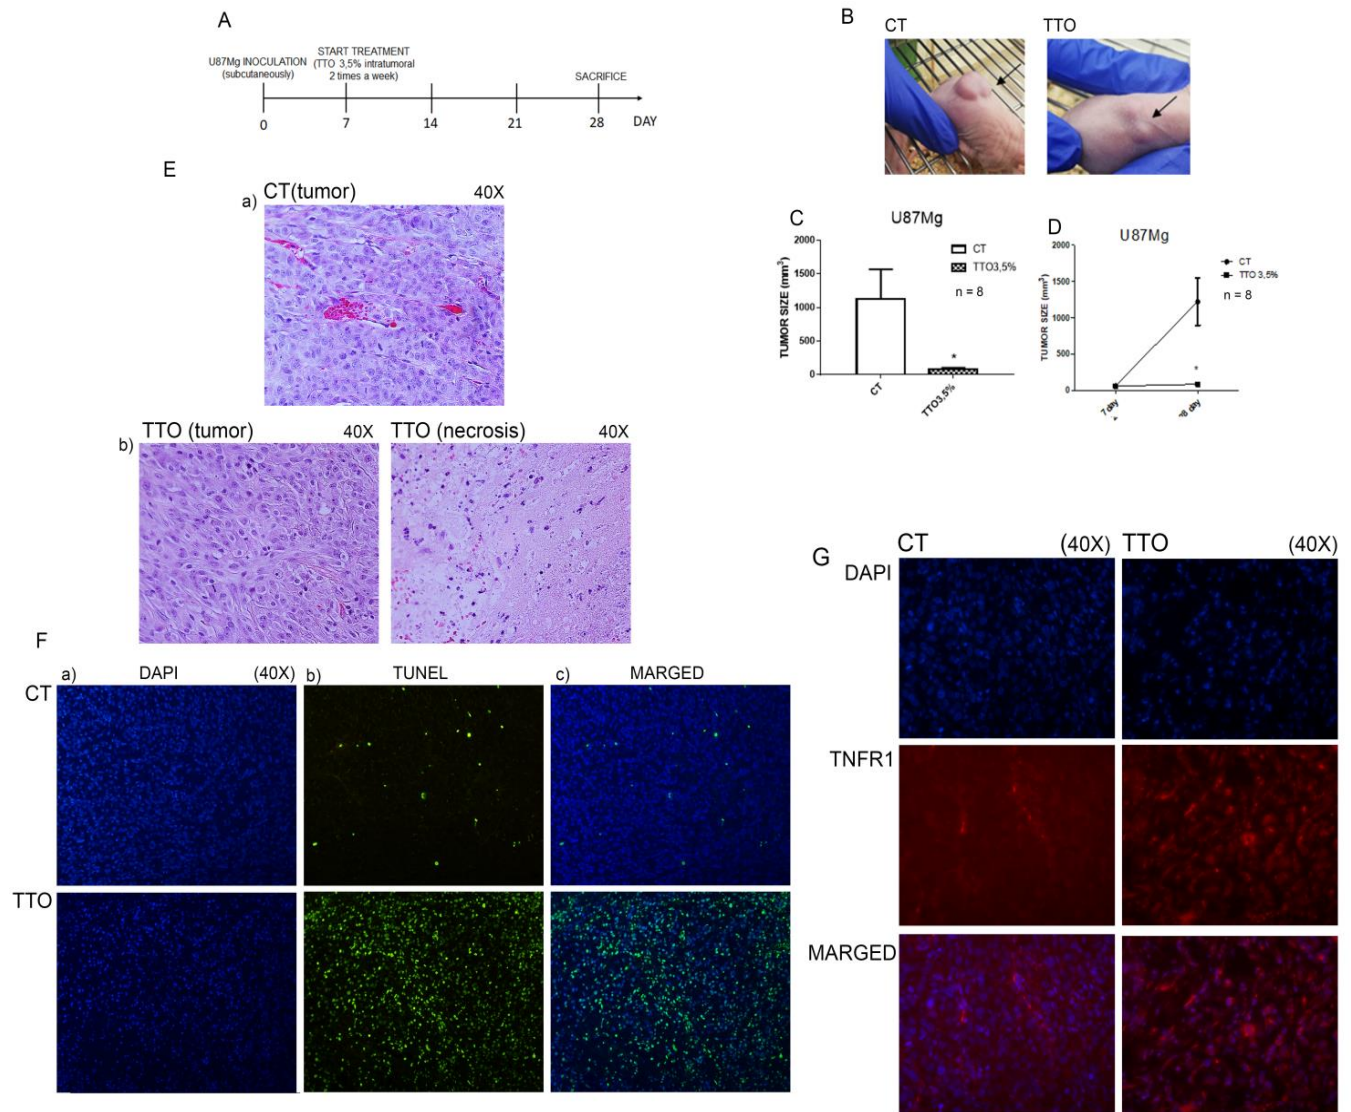 A
U87Mg INOCULATION
(subcutaneously)
START TREATMENT
(TTO 3,5% intratumoral
2 times a week)
SACRIFICE
0 7 14 21 28 DAY
B
CT TTO
C
U87Mg
TUMOR SIZE (mm³)
2000
1500
1000
500
0
CT
TTO3,5%
n = 8
*
CT TTO3,5%
D
U87Mg
TUMOR SIZE (mm³)
2000
1500
1000
500
0
CT
TTO 3,5%
n = 8
*
7 day
day
E
a) CT(tumor) 40X
b) TTO (tumor) 40X
TTO (necrosis) 40X
F
a) DAPI (40X) b) TUNEL c) MARGED
CT
TTO
G
CT (40X) TTO (40X)
DAPI
TNFR1
MARGED